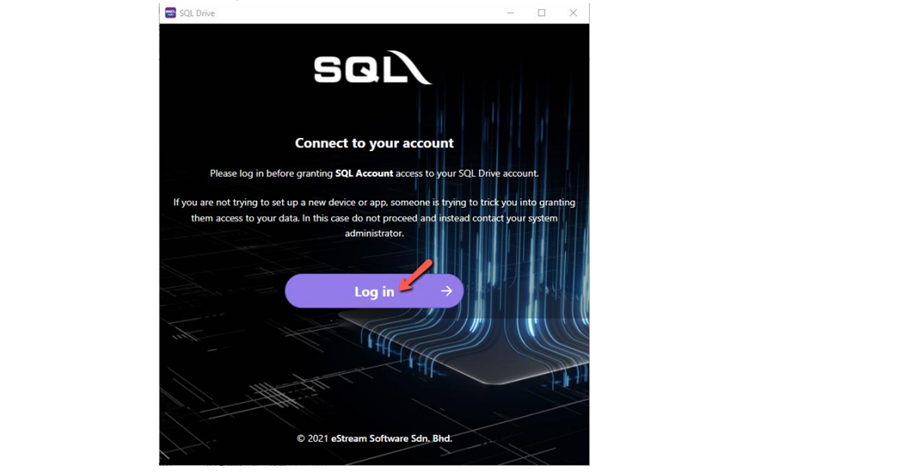 SQL Drive
SQL
Connect to your account
Please log in before granting SQL Account access to your SQL Drive account.
If you are not trying to set up a new device or app, someone is trying to trick you into granting
them access to your data. In this case do not proceed and instead contact your system
administrator.
Log in
© 2021 eStream Software Sdn. Bhd.